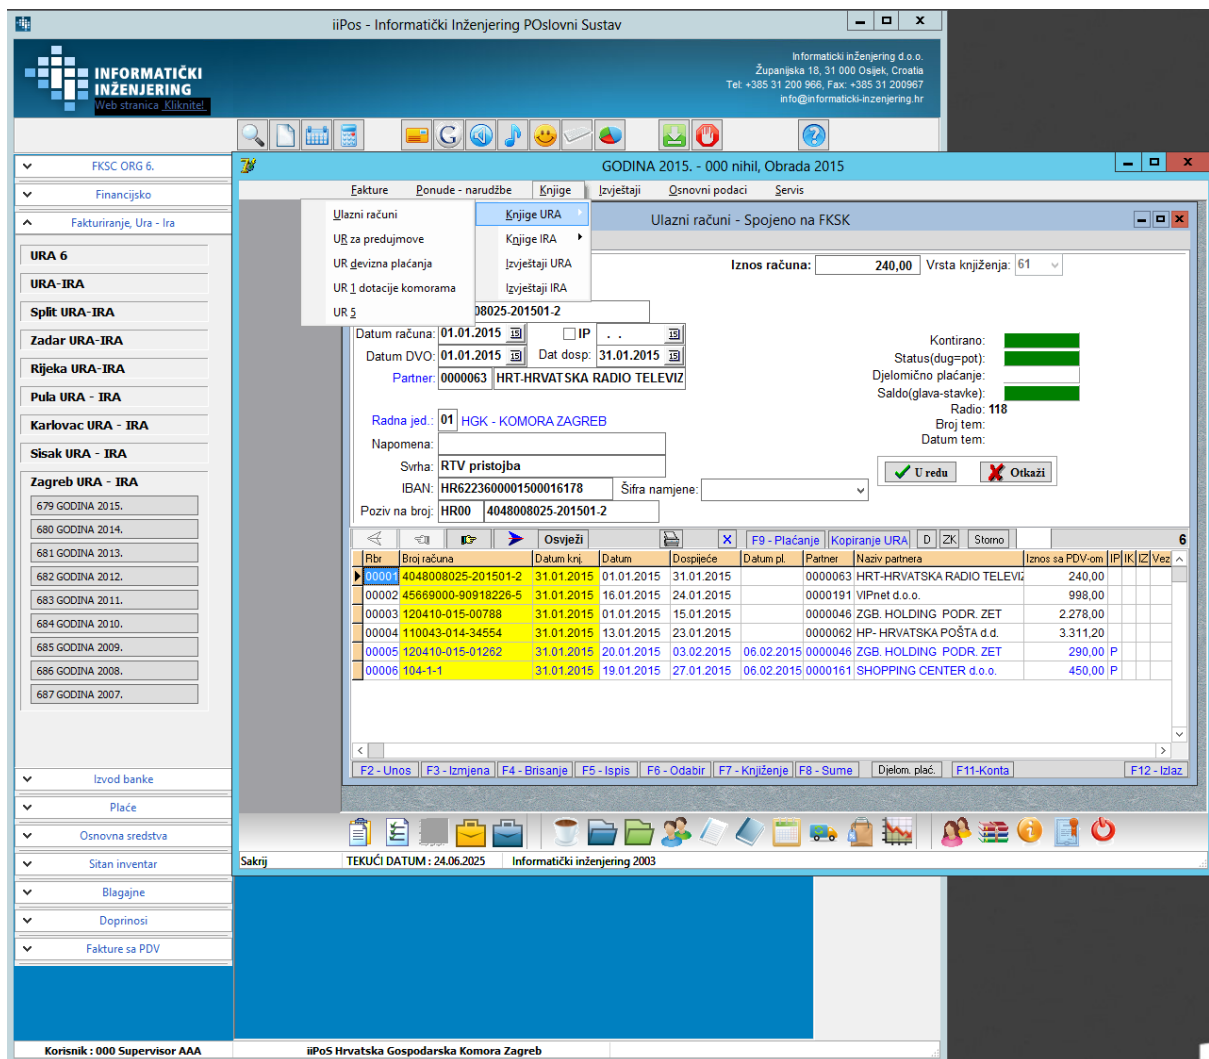 iiPos - Informatički Inženjering POslovni Sustav
INFORMATIČKI
INŽENJERING
Web stranica Kliknite!
Informaticki inženjering d.o.o.
Županijska 18, 31 000 Osijek, Croatia
Tel: +385 31 200 966, Fax: +385 31 200967
info@informaticki-inzenjering.hr
FKSC ORG 6.
Financijsko
Fakturiranje, Ura - Ira
URA 6
URA-IRA
Split URA-IRA
Zadar URA-IRA
Rijeka URA-IRA
Pula URA - IRA
Karlovac URA - IRA
Sisak URA - IRA
Zagreb URA - IRA
679 GODINA 2015.
680 GODINA 2014.
681 GODINA 2013.
682 GODINA 2012.
683 GODINA 2011.
684 GODINA 2010.
685 GODINA 2009.
686 GODINA 2008.
687 GODINA 2007.
Izvod banke
Plaće
Osnovna sredstva
Sitan inventar
Blagajne
Doprinosi
Fakture sa PDV
GODINA 2015. - 000 nihil, Obrada 2015
Fakture Ponude - narudžbe Knjige Izvještaji Osnovni podaci Servis
Ulazni računi
UR za predujmove
UR devizna plaćanja
UR 1 dotacije komorama
UR 5
Knjige URA
Knjige IRA
Izvještaji URA
Izvještaji IRA
Ulazni računi - Spojeno na FKSK
Iznos računa: 240,00 Vrsta knjiženja: 61
08025-201501-2
Datum računa: 01.01.2015 15 IP . . 15
Datum DVO: 01.01.2015 15 Dat dosp: 31.01.2015 15
Partner: 0000063 HRT-HRVATSKA RADIO TELEVIZ
Radna jed.: 01 HGK - KOMORA ZAGREB
Napomena:
Svrha: RTV pristojba
IBAN: HR6223600001500016178 Šifra namjene:
Poziv na broj: HR00 4048008025-201501-2
Kontirano:
Status(dug=pot):
Djelomično plaćanje:
Saldo(glava-stavke):
Radio: 118
Broj tem:
Datum tem:
U redu Otkaži
Osvježi X F9 - Plaćanje Kopiranje URA D ZK Storno 6
Rbr Broj računa Datum knj. Datum Dospijeće Datum pl. Partner Naziv partnera Iznos sa PDV-om IP IK IZ Vez
00001 4048008025-201501-2 31.01.2015 01.01.2015 31.01.2015 0000063 HRT-HRVATSKA RADIO TELEVIZ 240,00
00002 45669000-90918226-5 31.01.2015 16.01.2015 24.01.2015 0000191 VIPnet d.o.o. 998,00
00003 120410-015-00788 31.01.2015 01.01.2015 15.01.2015 0000046 ZGB. HOLDING PODR. ZET 2.278,00
00004 110043-014-34554 31.01.2015 13.01.2015 23.01.2015 0000062 HP- HRVATSKA POŠTA d.d. 3.311,20
00005 120410-015-01262 31.01.2015 20.01.2015 03.02.2015 06.02.2015 0000046 ZGB. HOLDING PODR. ZET 290,00 P
00006 104-1-1 31.01.2015 19.01.2015 27.01.2015 06.02.2015 0000161 SHOPPING CENTER d.o.o. 450,00 P
F2 - Unos F3 - Izmjena F4 - Brisanje F5 - Ispis F6 - Odabir F7 - Knjiženje F8 - Sume Djelom. plać. F11-Konta F12 - Izlaz
Sakrij TEKUĆI DATUM : 24.06.2025 Informatički inženjering 2003
Korisnik : 000 Supervisor AAA iiPoS Hrvatska Gospodarska Komora Zagreb